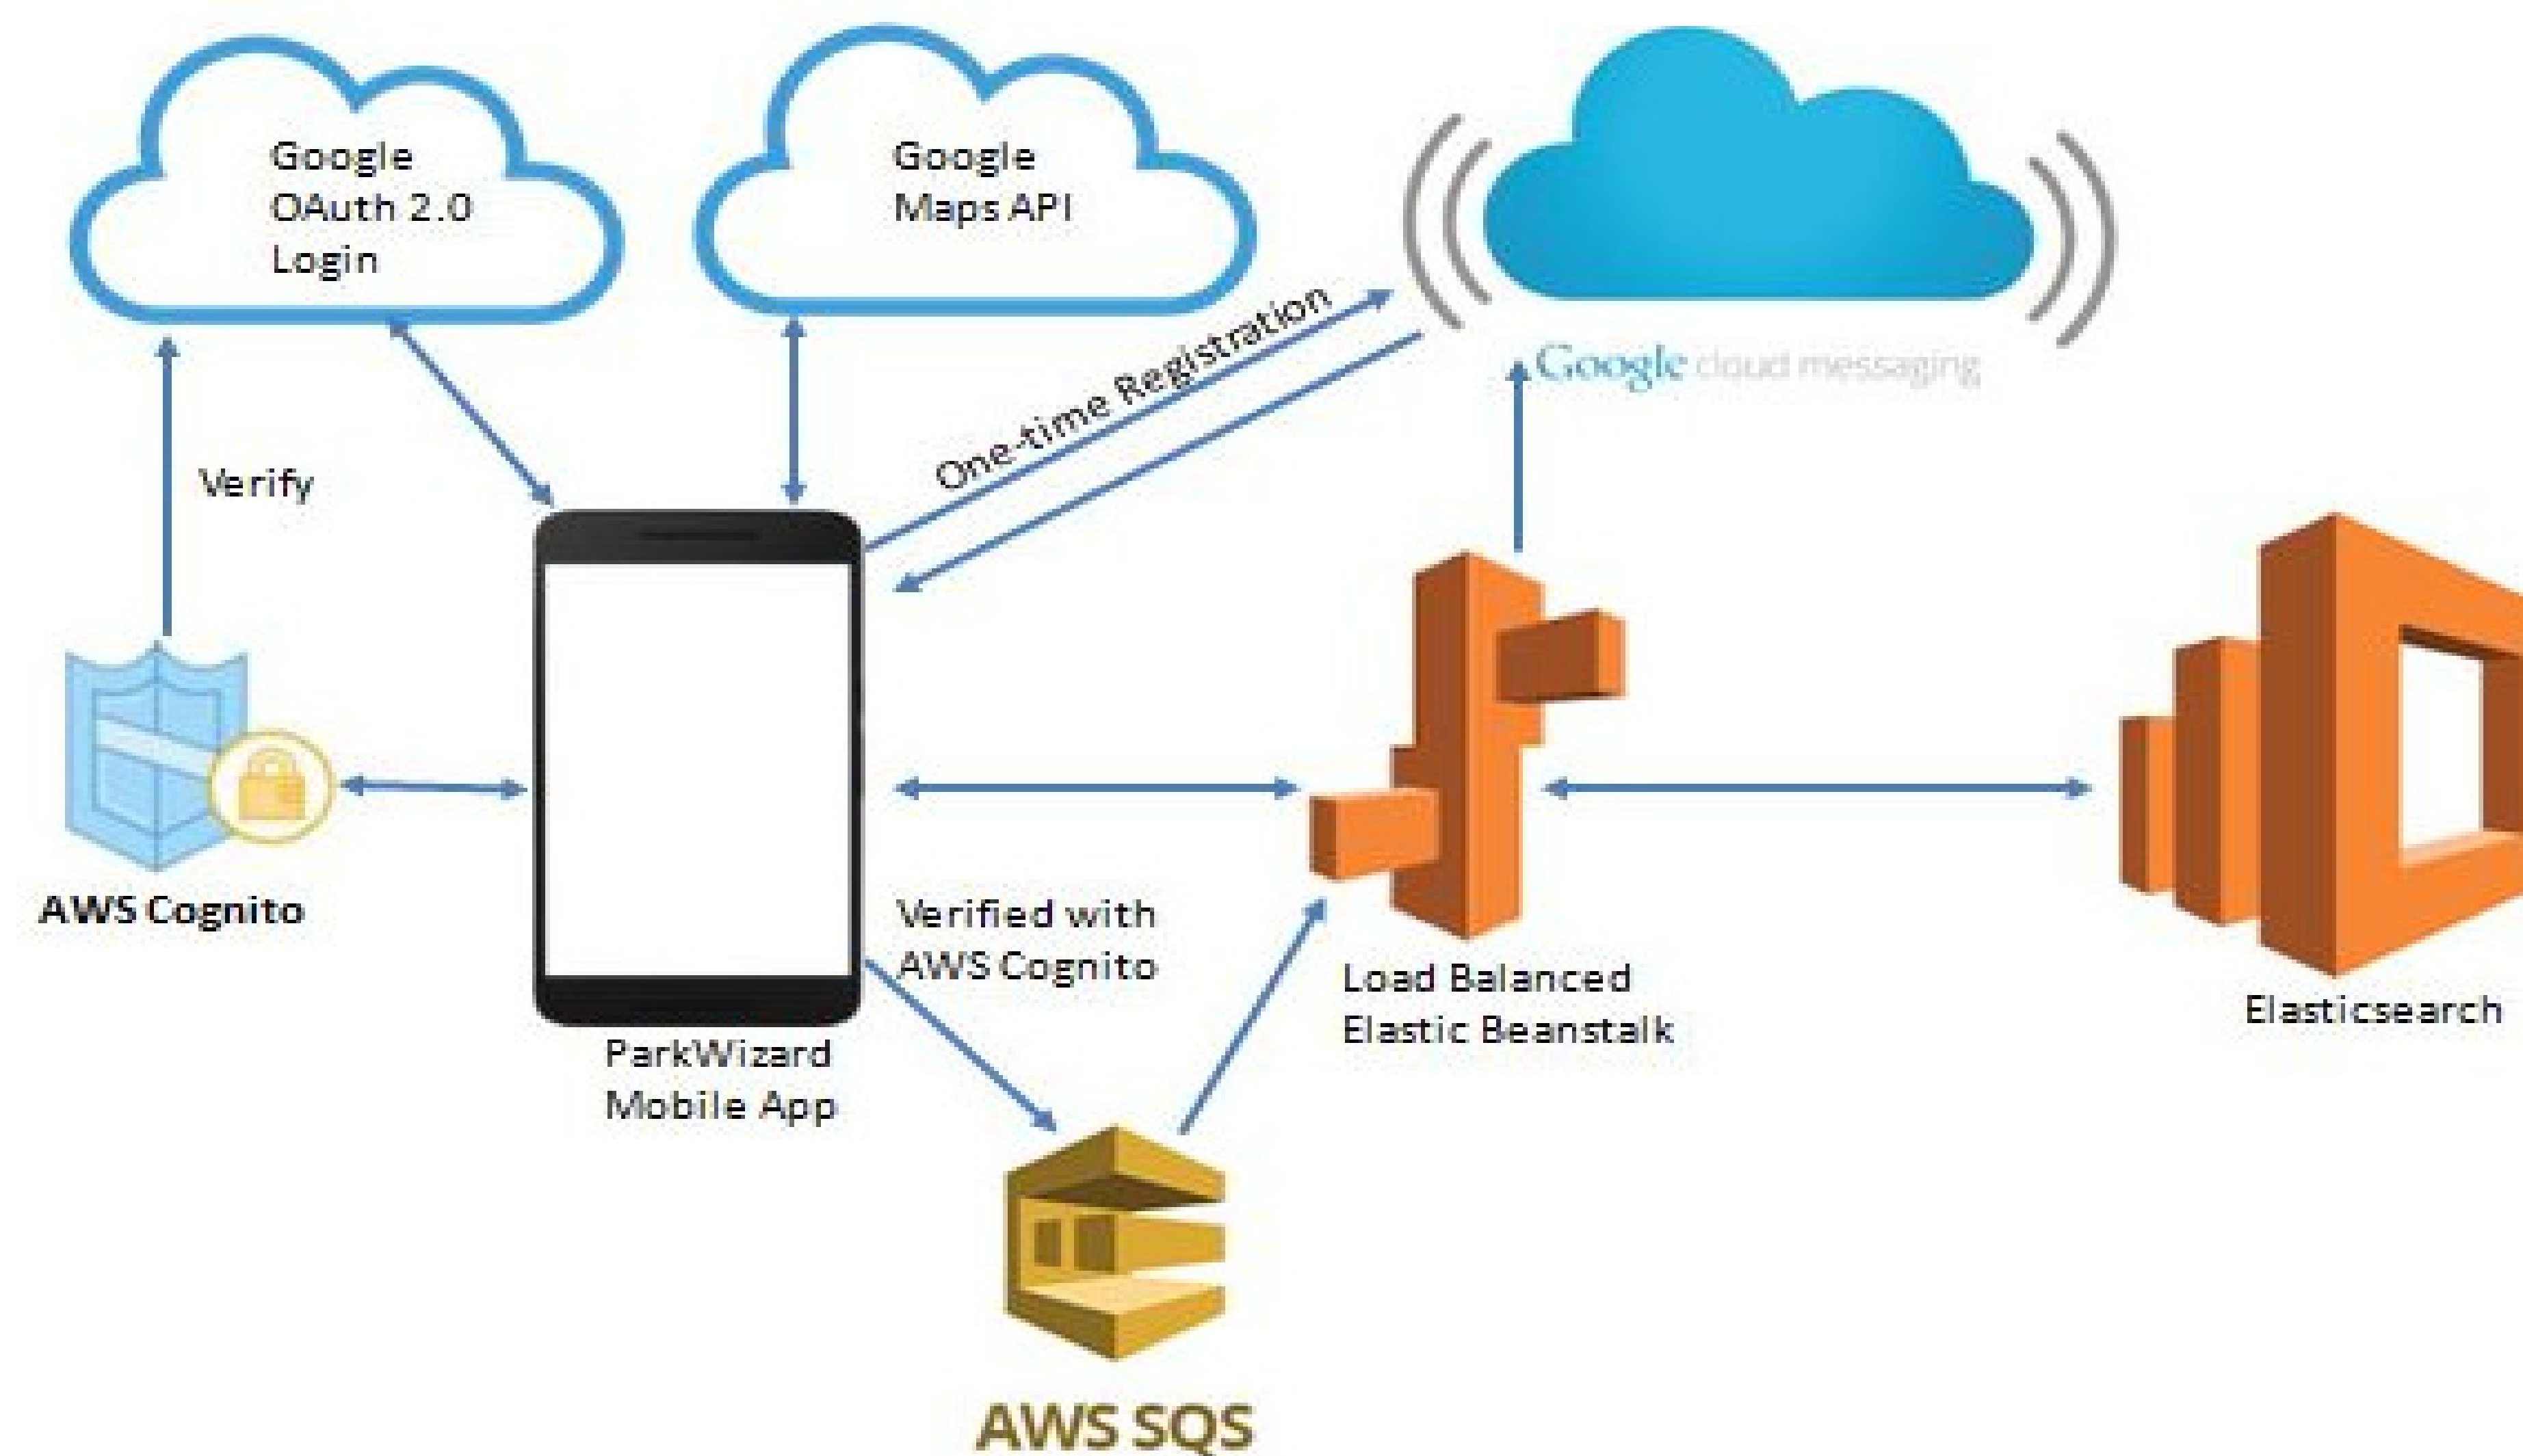 Google
OAuth 2.0
Login
Google
Maps API
One-time Registration
Google cloud messaging
Verify
AWS Cognito
Verified with
AWS Cognito
Load Balanced
Elastic Beanstalk
Elasticsearch
ParkWizard
Mobile App
AWS SQS